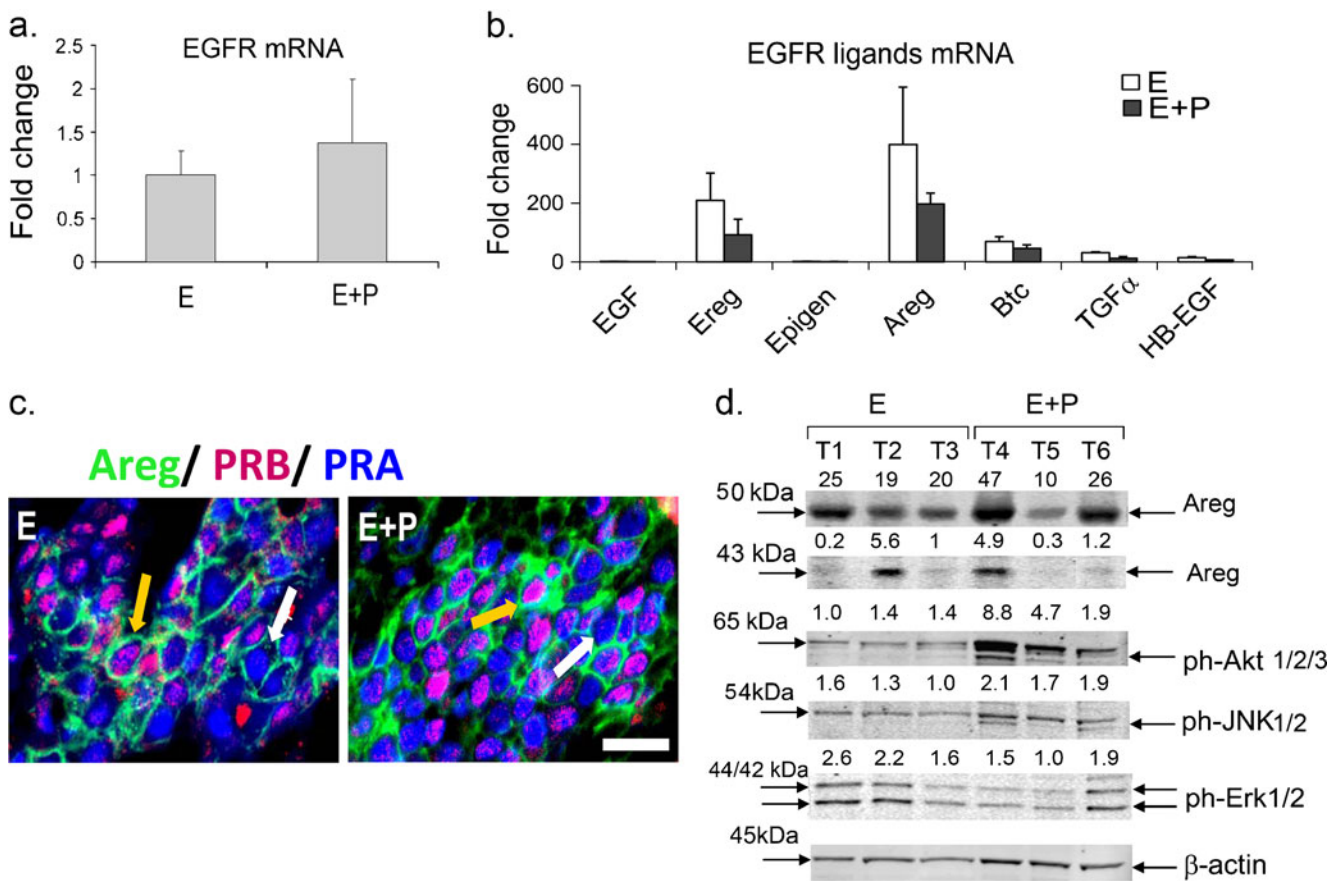 a.
2.5
2
1.5
1
0.5
0
EGFR mRNA
Fold change
E
E+P
b.
EGFR ligands mRNA
E
E+P
600
400
200
0
Fold change
EGF
Ereg
Epigen
Areg
Btc
TGFα
HB-EGF
c.
Areg/ PRB/ PRA
E
E+P
d.
E E+P
T1 T2 T3 T4 T5 T6
25 19 20 47 10 26
50 kDa Areg
0.2 5.6 1 4.9 0.3 1.2
43 kDa Areg
1.0 1.4 1.4 8.8 4.7 1.9
65 kDa ph-Akt 1/2/3
1.6 1.3 1.0 2.1 1.7 1.9
54kDa ph-JNK1/2
2.6 2.2 1.6 1.5 1.0 1.9
44/42 kDa ph-Erk1/2
45kDa β-actin